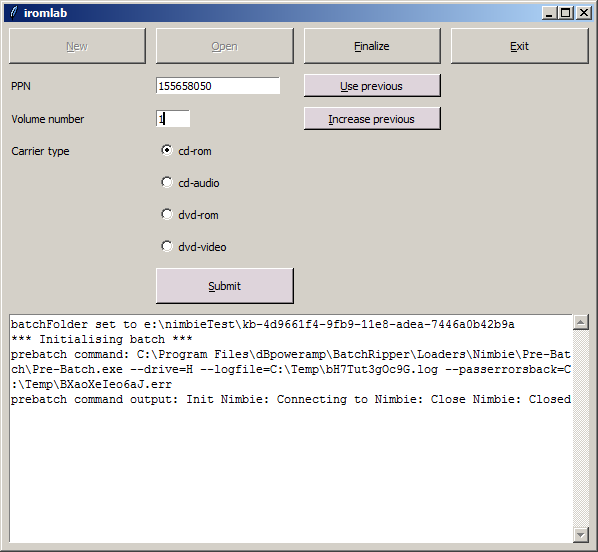 iromlab
New Open Finalize Exit
PPN 155658050 Use previous
Volume number 1 Increase previous
Carrier type cd-rom
cd-audio
dvd-rom
dvd-video
Submit
batchFolder set to e:\nimbieTest\kb-4d9661f4-9fb9-11e8-adea-7446a0b42b9a
*** Initialising batch ***
prebatch command: C:\Program Files\dBpoweramp\BatchRipper\Loaders\Nimbie\Pre-Bat
ch\Pre-Batch.exe --drive=H --logfile=C:\Temp\bH7Tut3gOc9G.log --passerrorsback=C
:\Temp\BXaoXeIeo6aJ.err
prebatch command output: Init Nimbie: Connecting to Nimbie: Close Nimbie: Closed